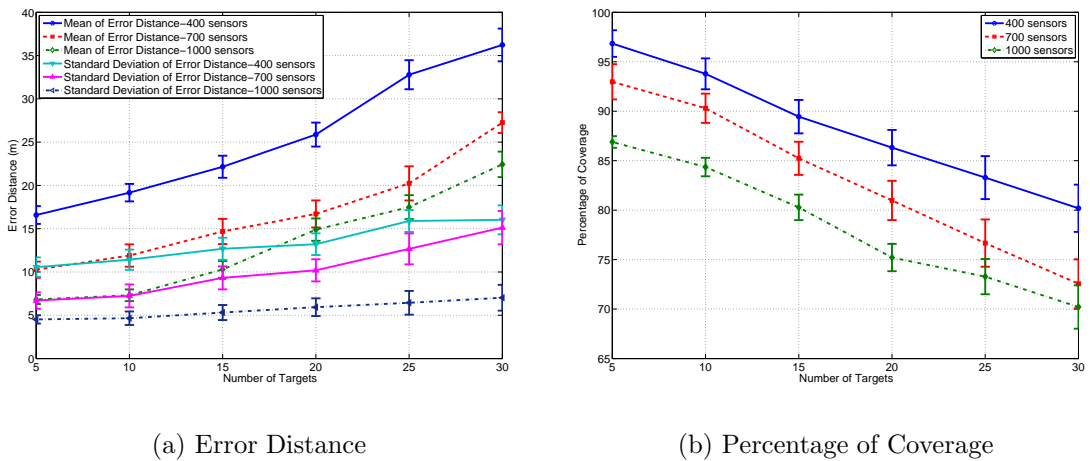 Mean of Error Distance−400 sensors
Mean of Error Distance−700 sensors
Mean of Error Distance−1000 sensors
Standard Deviation of Error Distance−400 sensors
Standard Deviation of Error Distance−700 sensors
Standard Deviation of Error Distance−1000 sensors
40
35
30
25
20
15
10
5
0
Error Distance (m)
5 10 15 20 25 30
Number of Targets
(a) Error Distance
400 sensors
700 sensors
1000 sensors
100
95
90
85
80
75
70
65
Percentage of Coverage
5 10 15 20 25 30
Number of Targets
(b) Percentage of Coverage